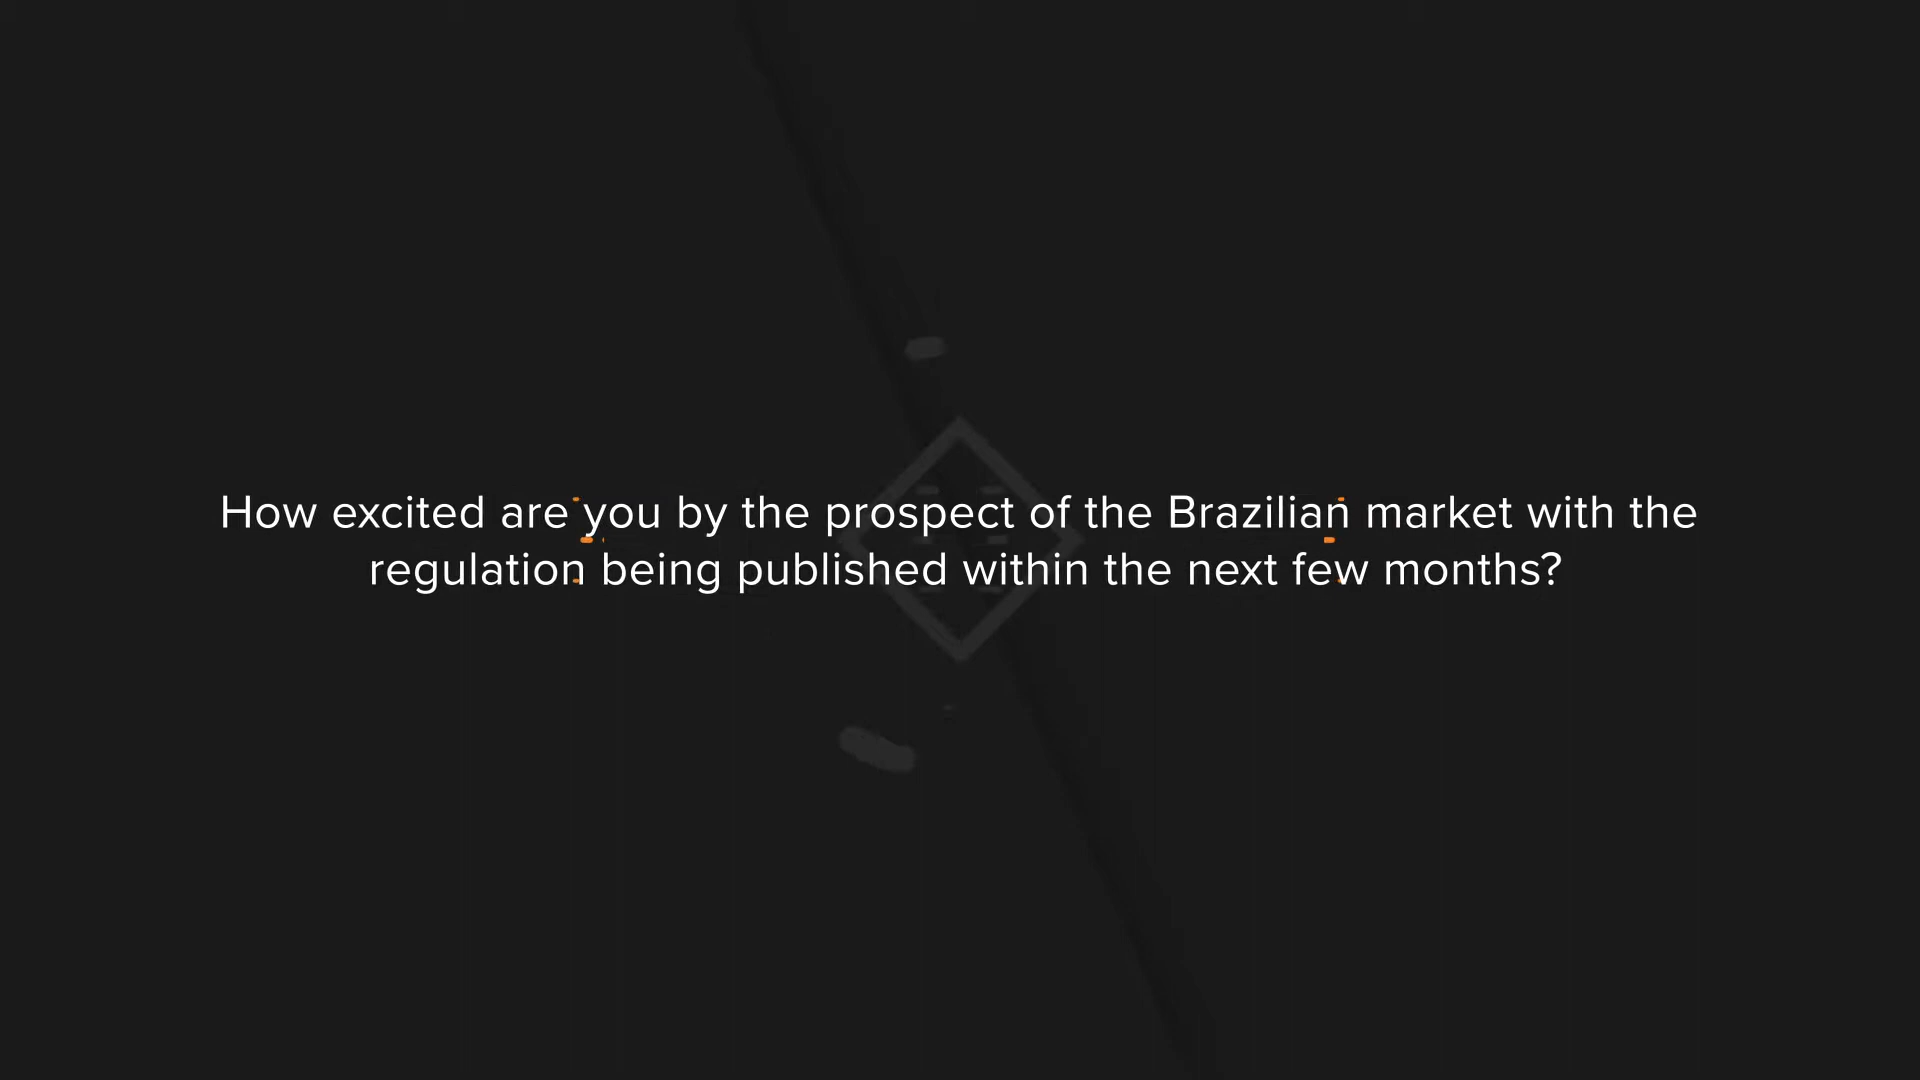 How excited are you by the prospect of the Brazilian market with the
regulation being published within the next few months?